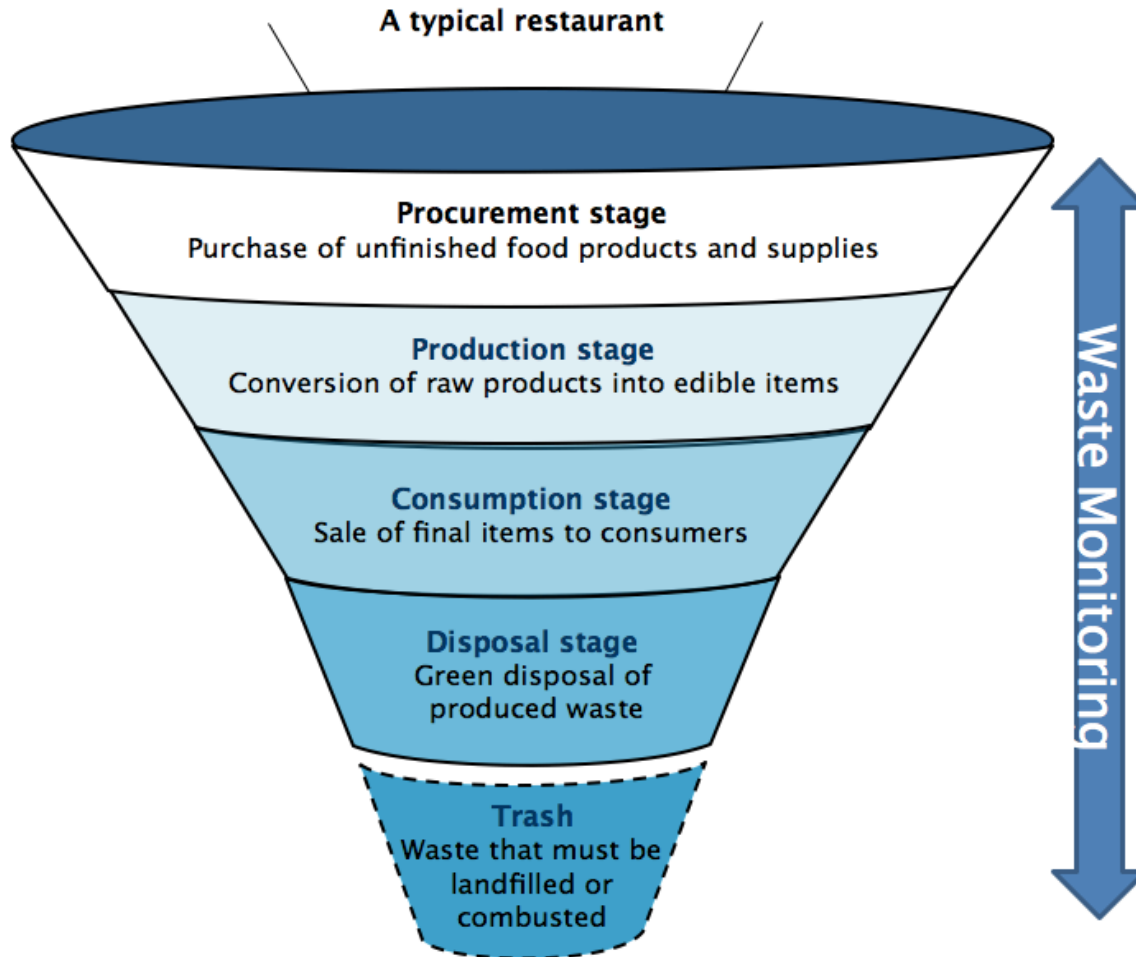 A typical restaurant
Procurement stage
Purchase of unfinished food products and supplies
Production stage
Conversion of raw products into edible items
Consumption stage
Sale of final items to consumers
Disposal stage
Green disposal of
produced waste
Trash
Waste that must be
landfilled or
combusted
Waste Monitoring